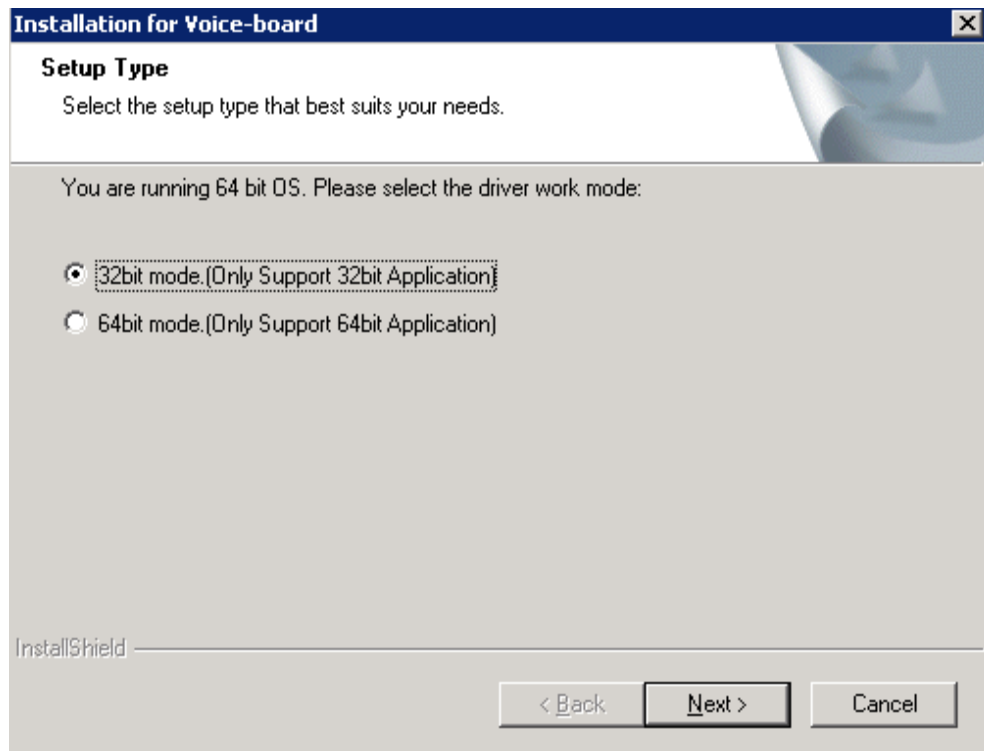 Installation for Voice-board
Setup Type
Select the setup type that best suits your needs.
You are running 64 bit OS. Please select the driver work mode:
32bit mode.(Only Support 32bit Application)
64bit mode.(Only Support 64bit Application)
InstallShield
< Back
Next >
Cancel